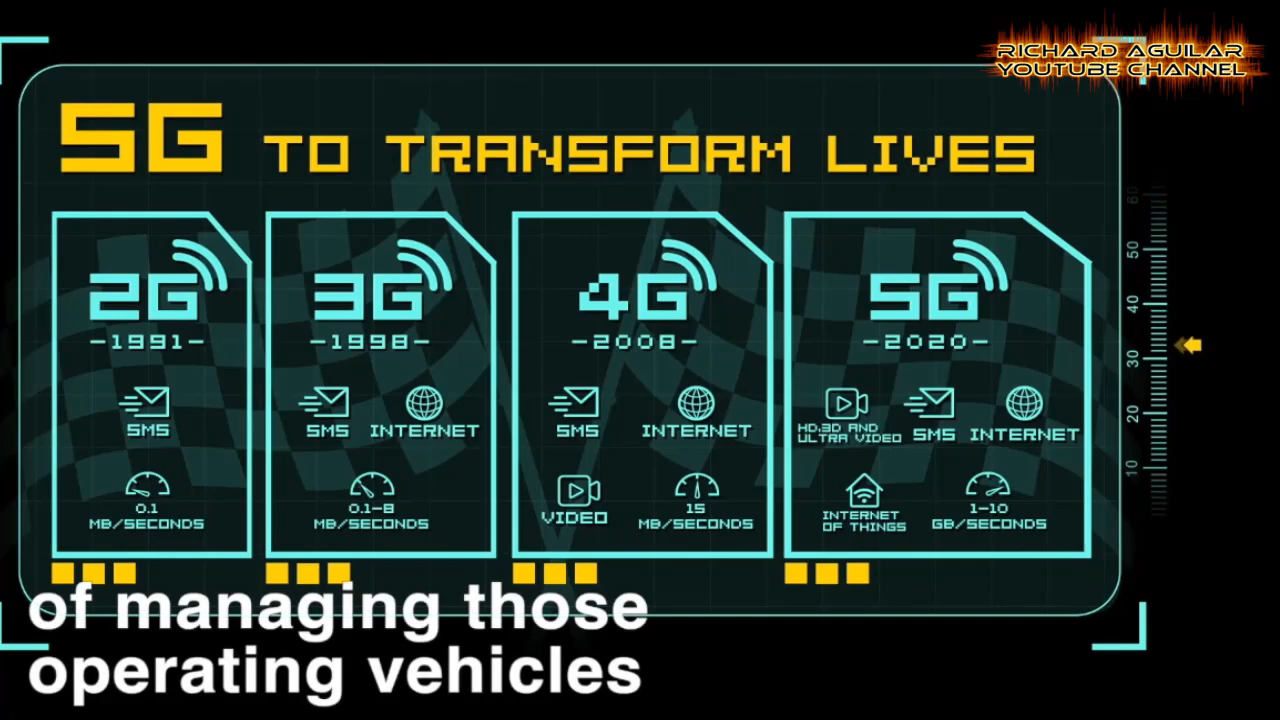 RICHARD AGUILAR
YOUTUBE CHANNEL
5G TO TRANSFORM LIVES
2G
-1991-
SMS
0.1
MB/SECONDS
3G
-1998-
SMS INTERNET
0.1-8
MB/SECONDS
4G
-2008-
SMS INTERNET
VIDEO
15
MB/SECONDS
5G
-2020-
HD,3D AND
ULTRA VIDEO
SMS INTERNET
INTERNET
OF THINGS
1-10
GB/SECONDS
60
50
40
30
20
10
of managing those
operating vehicles